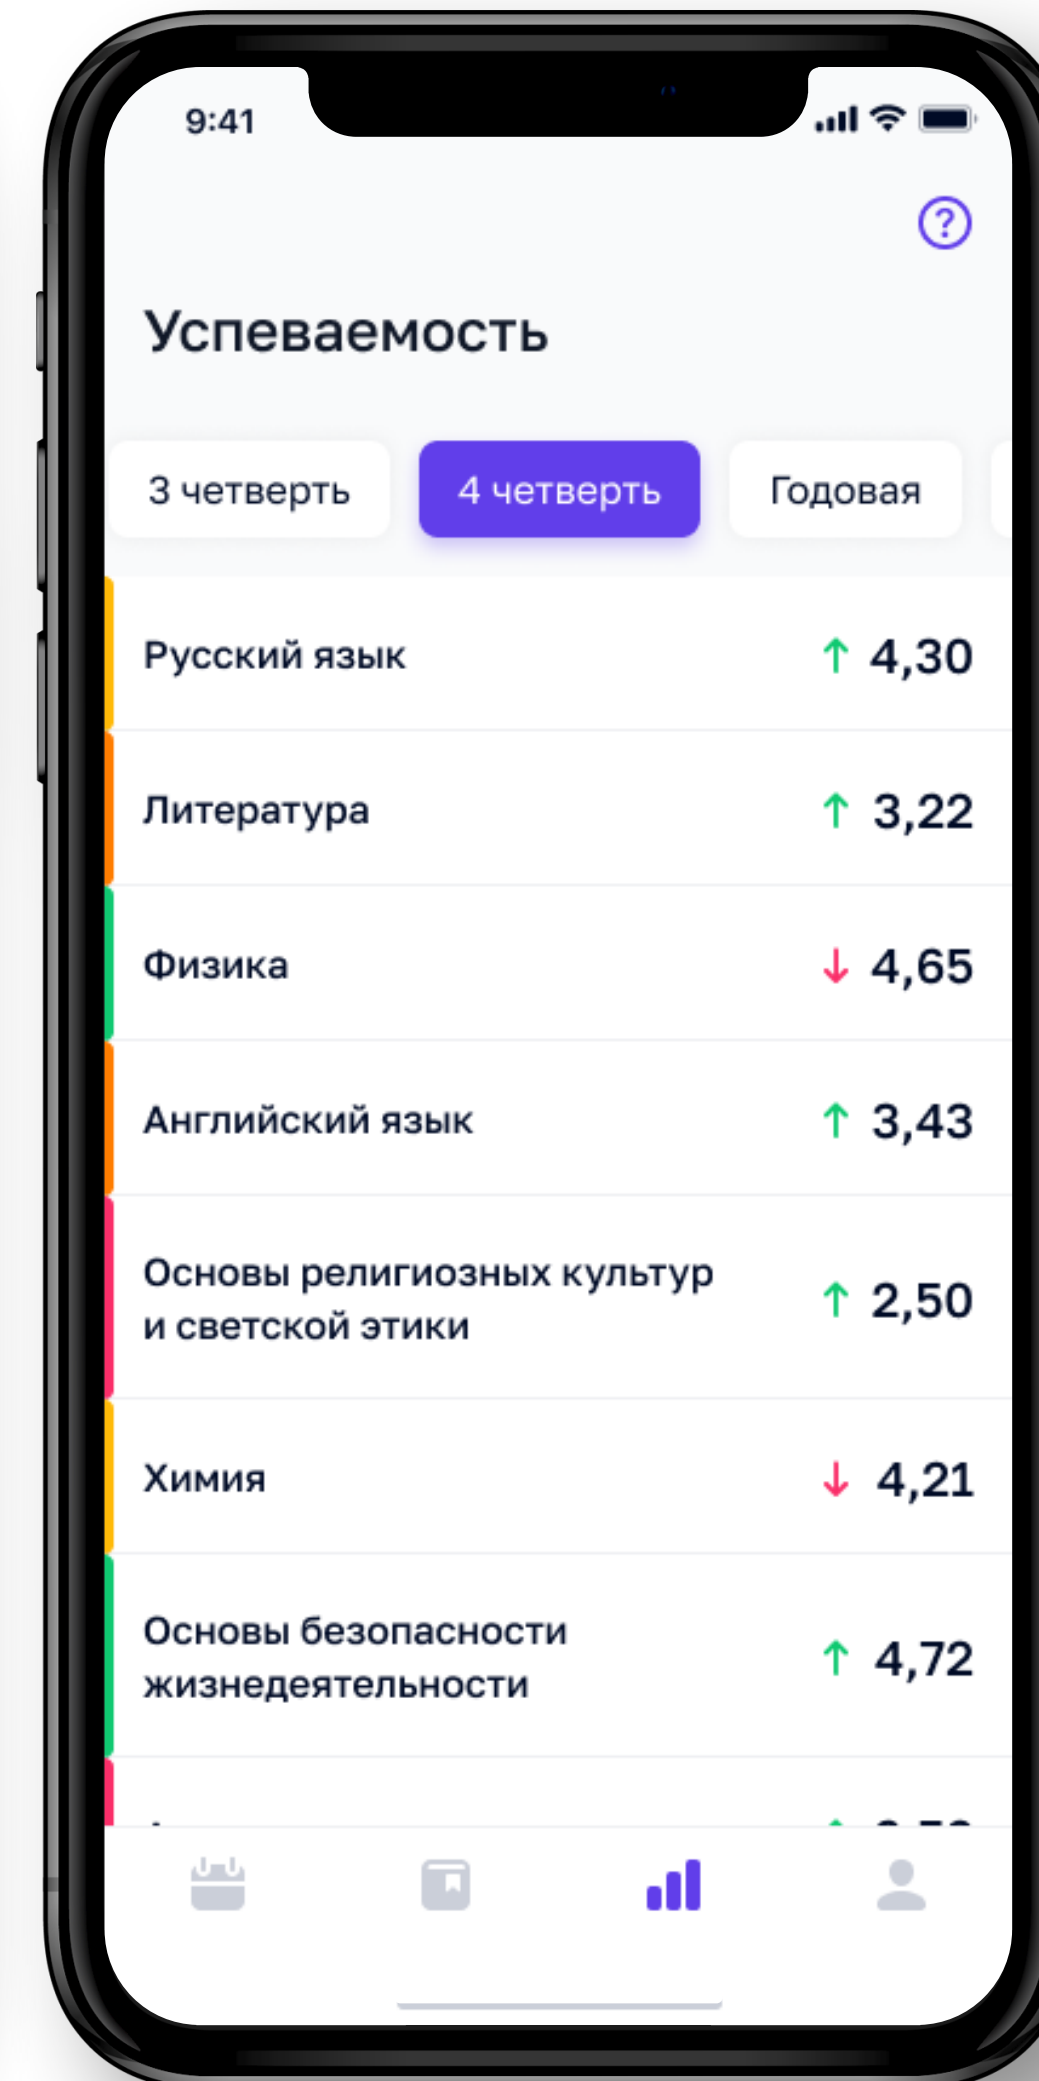 9:41
Успеваемость
3 четверть
4 четверть
Годовая
Русский язык
↑ 4,30
Литература
↑ 3,22
Физика
↓ 4,65
Английский язык
↑ 3,43
Основы религиозных культур
и светской этики
↑ 2,50
Химия
↓ 4,21
Основы безопасности
жизнедеятельности
↑ 4,72